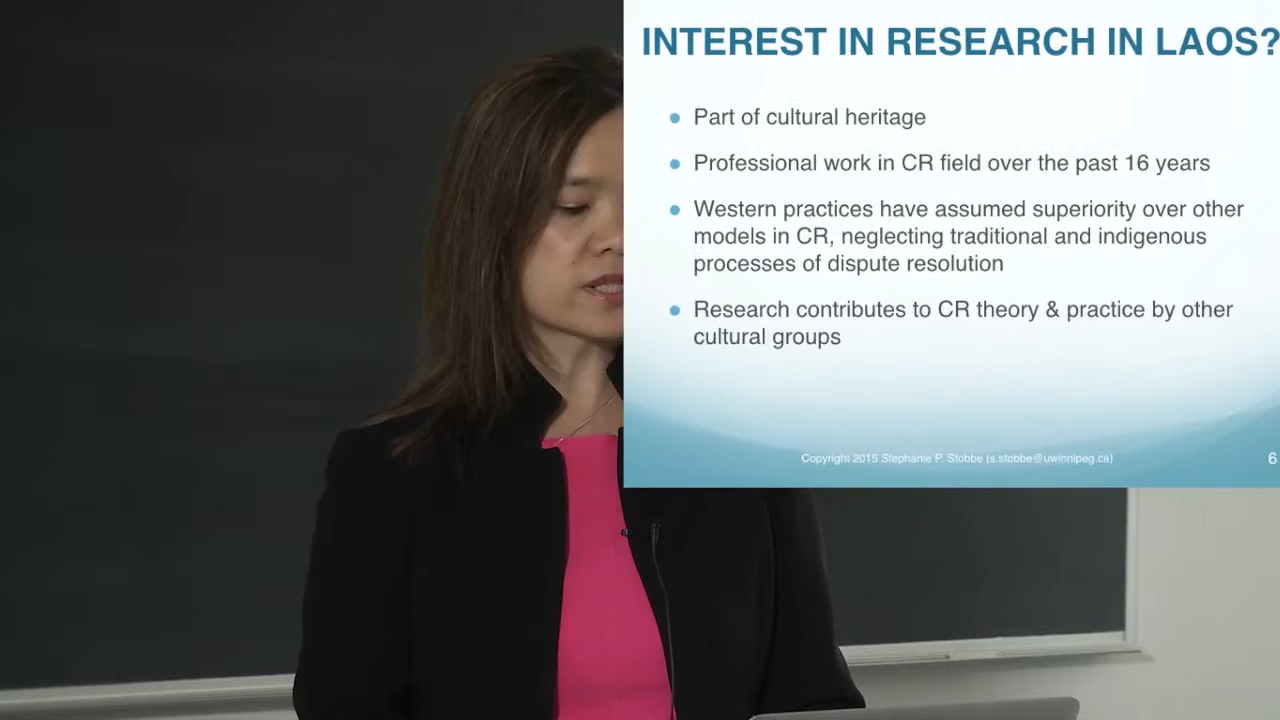 INTEREST IN RESEARCH IN LAOS?
Part of cultural heritage
Professional work in CR field over the past 16 years
Western practices have assumed superiority over other
models in CR, neglecting traditional and indigenous
processes of dispute resolution
Research contributes to CR theory & practice by other
cultural groups
Copyright 2015 Stephanie P. Stobbe (s.stobbe@uwinnipeg.ca)
6